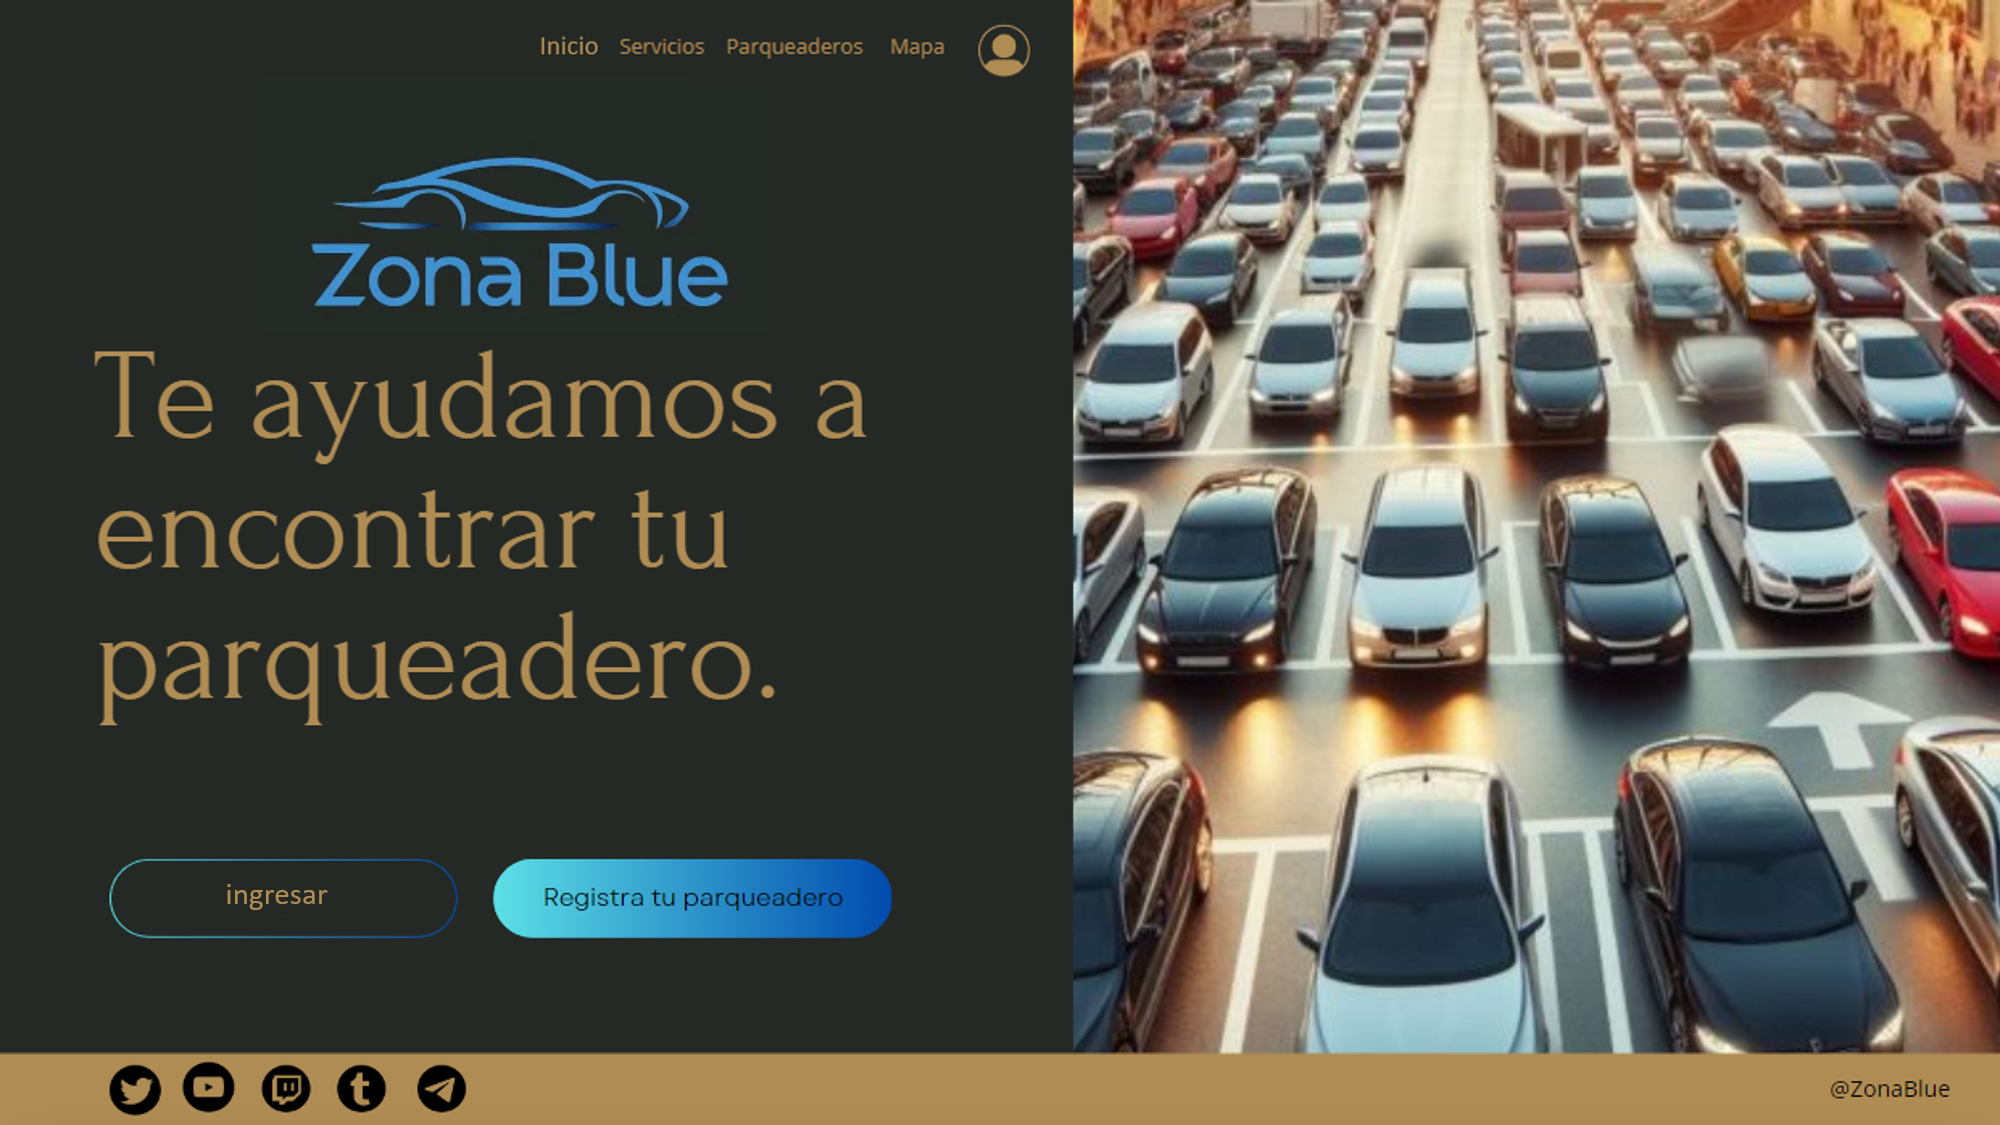 Inicio Servicios Parqueaderos Mapa
Zona Blue
Te ayudamos a
encontrar tu
parqueadero.
ingresar
Registra tu parqueadero
@ZonaBlue